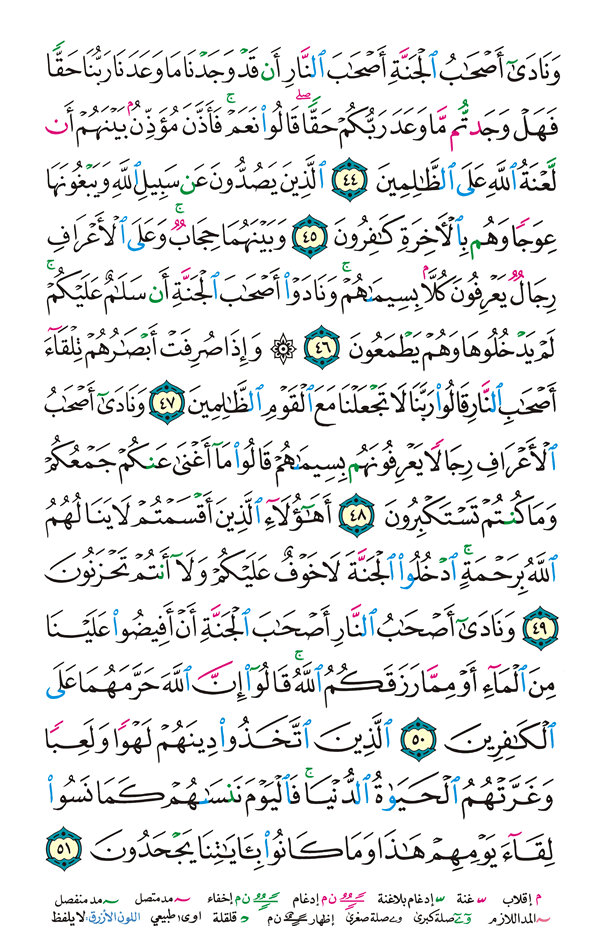 وَنَادَىٰٓ أَصْحَٰبُ ٱلْجَنَّةِ أَصْحَٰبَ ٱلنَّارِ أَن قَدْ وَجَدْنَا مَا وَعَدَنَا رَبُّنَا حَقًّا
فَهَلْ وَجَدتُّم مَّا وَعَدَ رَبُّكُمْ حَقًّا ۖ قَالُوا۟ نَعَمْ ۚ فَأَذَّنَ مُؤَذِّنٌۢ بَيْنَهُمْ أَن
لَّعْنَةُ ٱللَّهِ عَلَى ٱلظَّٰلِمِينَ ٤٤ ٱلَّذِينَ يَصُدُّونَ عَن سَبِيلِ ٱللَّهِ وَيَبْغُونَهَا
عِوَجًا وَهُم بِٱلْأَخِرَةِ كَٰفِرُونَ ٤٥ وَبَيْنَهُمَا حِجَابٌ ۚ وَعَلَى ٱلْأَعْرَافِ
رِجَالٌ يَعْرِفُونَ كُلًّۢا بِسِيمَىٰهُمْ ۚ وَنَادَوْا۟ أَصْحَٰبَ ٱلْجَنَّةِ أَن سَلَٰمٌ عَلَيْكُمْ ۚ
لَمْ يَدْخُلُوهَا وَهُمْ يَطْمَعُونَ ٤٦ ۞ وَإِذَا صُرِفَتْ أَبْصَٰرُهُمْ تِلْقَآءَ
أَصْحَٰبِ ٱلنَّارِ قَالُوا۟ رَبَّنَا لَا تَجْعَلْنَا مَعَ ٱلْقَوْمِ ٱلظَّٰلِمِينَ ٤٧ وَنَادَىٰٓ أَصْحَٰبُ
ٱلْأَعْرَافِ رِجَالًا يَعْرِفُونَهُم بِسِيمَىٰهُمْ قَالُوا۟ مَآ أَغْنَىٰ عَنكُمْ جَمْعُكُمْ
وَمَا كُنتُمْ تَسْتَكْبِرُونَ ٤٨ أَهَٰٓؤُلَآءِ ٱلَّذِينَ أَقْسَمْتُمْ لَا يَنَالُهُمُ
ٱللَّهُ بِرَحْمَةٍ ۚ ٱدْخُلُوا۟ ٱلْجَنَّةَ لَا خَوْفٌ عَلَيْكُمْ وَلَآ أَنتُمْ تَحْزَنُونَ
٤٩ وَنَادَىٰٓ أَصْحَٰبُ ٱلنَّارِ أَصْحَٰبَ ٱلْجَنَّةِ أَنْ أَفِيضُوا۟ عَلَيْنَا
مِنَ ٱلْمَآءِ أَوْ مِمَّا رَزَقَكُمُ ٱللَّهُ ۚ قَالُوٓا۟ إِنَّ ٱللَّهَ حَرَّمَهُمَا عَلَى
ٱلْكَٰفِرِينَ ٥٠ ٱلَّذِينَ ٱتَّخَذُوا۟ دِينَهُمْ لَهْوًا وَلَعِبًا
وَغَرَّتْهُمُ ٱلْحَيَوٰةُ ٱلدُّنْيَا ۚ فَٱلْيَوْمَ نَنسَىٰهُمْ كَمَا نَسُوا۟
لِقَآءَ يَوْمِهِمْ هَٰذَا وَمَا كَانُوا۟ بِـَٔايَٰتِنَا يَجْحَدُونَ ٥١
م إقلاب غنة إدغام بلاغنة ن م إدغام ن م إخفاء مد متصل مد منفصل
المد اللازم صلة كبرى صلة صغرى إظهار ن م قلقلة اوى: طبيعي اللون الأزرق: لا يلفظ